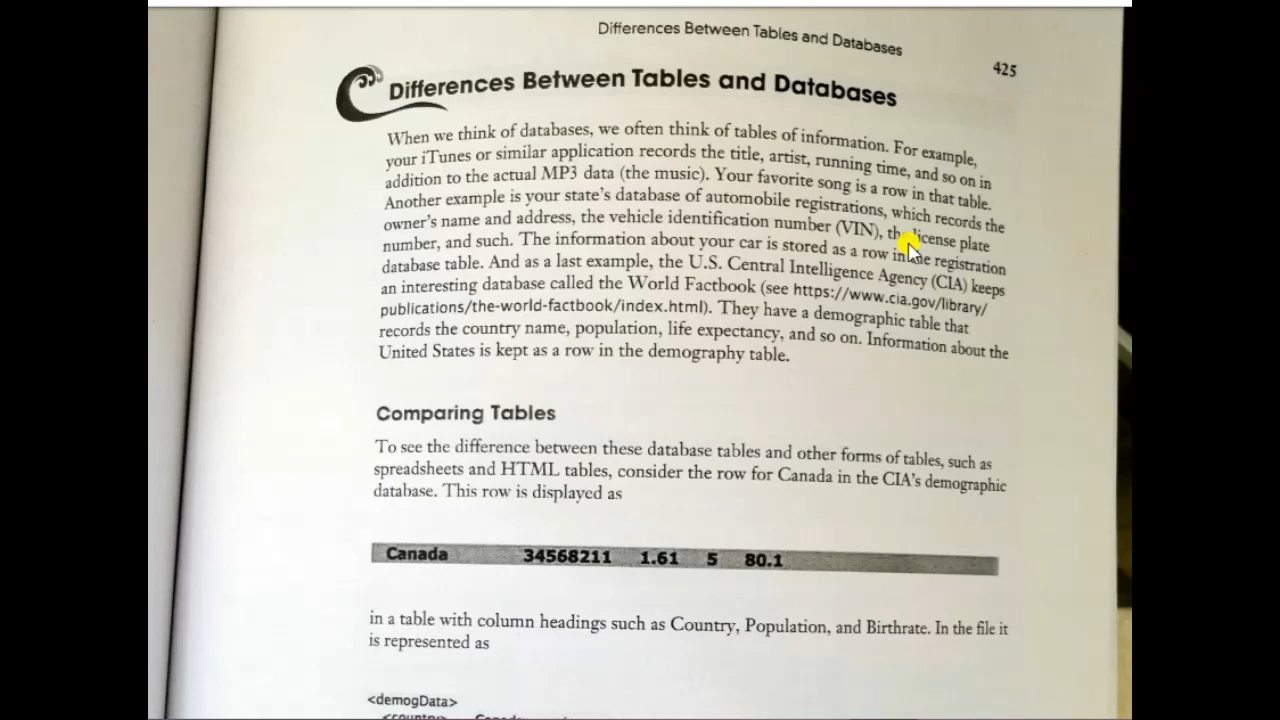 Differences Between Tables and Databases
425
Differences Between Tables and Databases
When we think of databases, we often think of tables of information. For example,
your iTunes or similar application records the title, artist, running time, and so on in
addition to the actual MP3 data (the music). Your favorite song is a row in that table.
Another example is your state's database of automobile registrations, which records the
owner's name and address, the vehicle identification number (VIN), the license plate
number, and such. The information about your car is stored as a row in the registration
database table. And as a last example, the U.S. Central Intelligence Agency (CIA) keeps
an interesting database called the World Factbook (see https://www.cia.gov/library/
publications/the-world-factbook/index.html). They have a demographic table that
records the country name, population, life expectancy, and so on. Information about the
United States is kept as a row in the demography table.
Comparing Tables
To see the difference between these database tables and other forms of tables, such as
spreadsheets and HTML tables, consider the row for Canada in the CIA's demographic
database. This row is displayed as
Canada 34568211 1.61 5 80.1
in a table with column headings such as Country, Population, and Birthrate. In the file it
is represented as
<demogData>